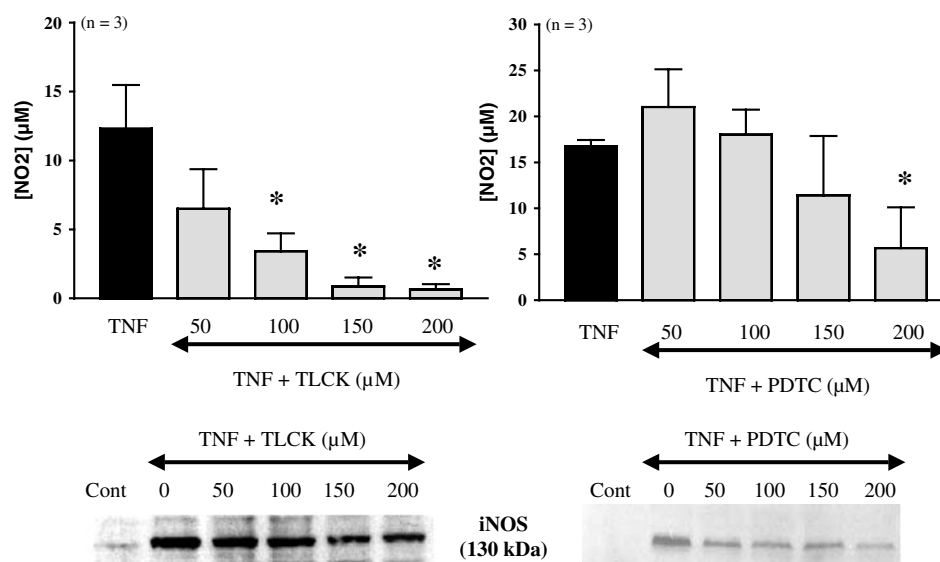 (n = 3)
[NO2] (µM)
20
15
10
5
0
TNF 50 100 150 200
TNF + TLCK (µM)
(n = 3)
[NO2] (µM)
30
25
20
15
10
5
0
*
*
*
*
TNF 50 100 150 200
TNF + PDTC (µM)
TNF + TLCK (µM)
Cont 0 50 100 150 200
iNOS
(130 kDa)
TNF + PDTC (µM)
Cont 0 50 100 150 200